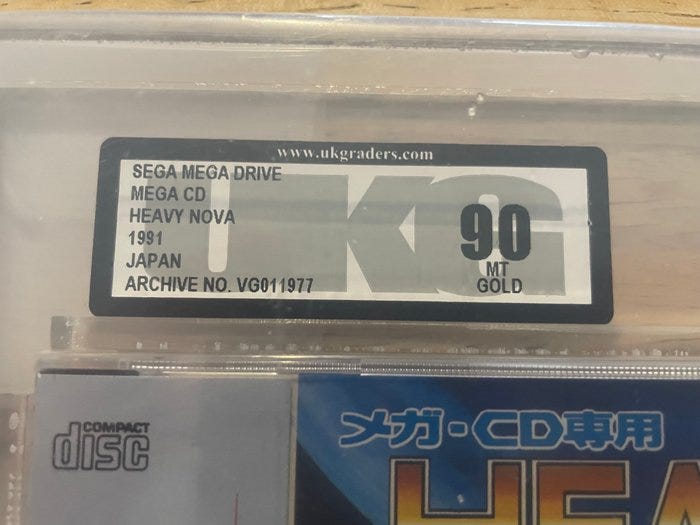 www.ukgraders.com
SEGA MEGA DRIVE
MEGA CD
HEAVY NOVA
1991
JAPAN
ARCHIVE NO. VG011977
UKG
90
MT
GOLD
COMPACT
disc
メガ-CD専用
HEA